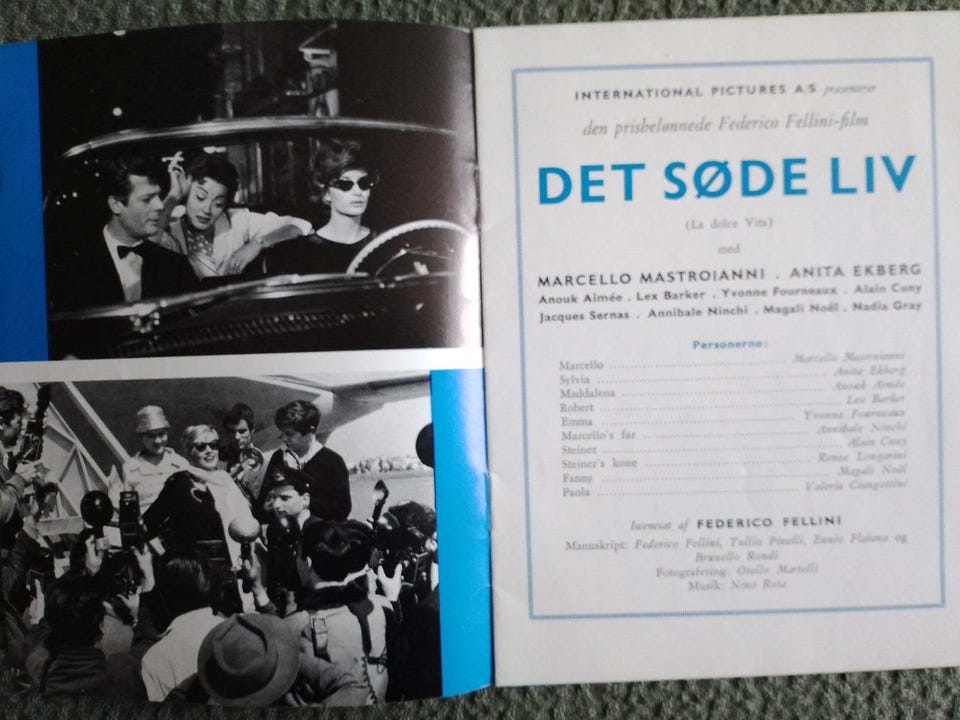 INTERNATIONAL PICTURES A/S præsenterer
den prisbelønnede Federico Fellini-film
DET SØDE LIV
(La dolce Vita)
med
MARCELLO MASTROIANNI . ANITA EKBERG
Anouk Aimée . Lex Barker . Yvonne Fourneaux . Alain Cuny
Jacques Sernas . Annibale Ninchi . Magali Noël . Nadia Gray
Personerne:
Marcello ........ Marcello Mastroianni
Sylvia ........ Anita Ekberg
Maddalena ........ Anouk Aimée
Robert ........ Lex Barker
Emma ........ Yvonne Fourneaux
Marcello's far ........ Annibale Ninchi
Steiner ........ Alain Cuny
Steiner's kone ........ Renee Longarini
Fanny ........ Magali Noël
Paola ........ Valeria Ciangottini
Iscenesat af FEDERICO FELLINI
Manuskript: Federico Fellini, Tullio Pinelli, Ennio Flaiano og
Brunello Rondi
Fotografering: Otello Martelli
Musik: Nino Rota